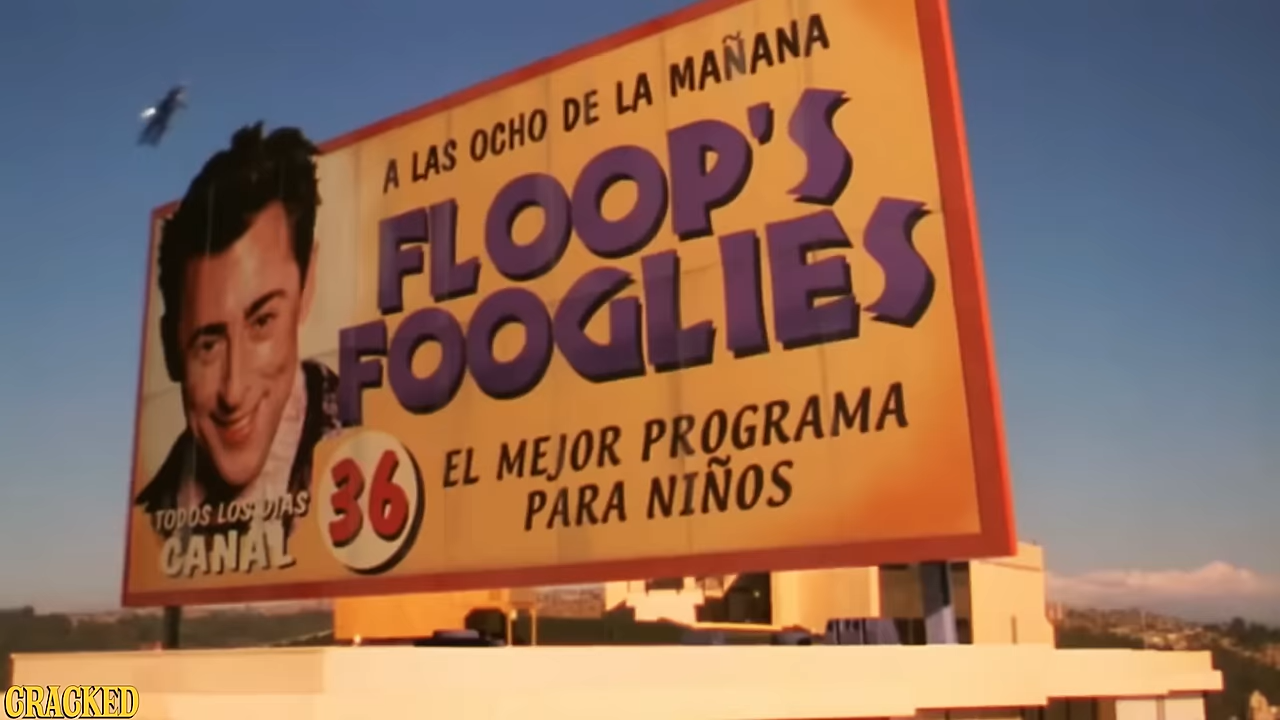 A LAS OCHO DE LA MAÑANA
FLOOP'S
FOOGLIES
EL MEJOR PROGRAMA
PARA NIÑOS
TODOS LOS DIAS
CANAL 36
CRACKED